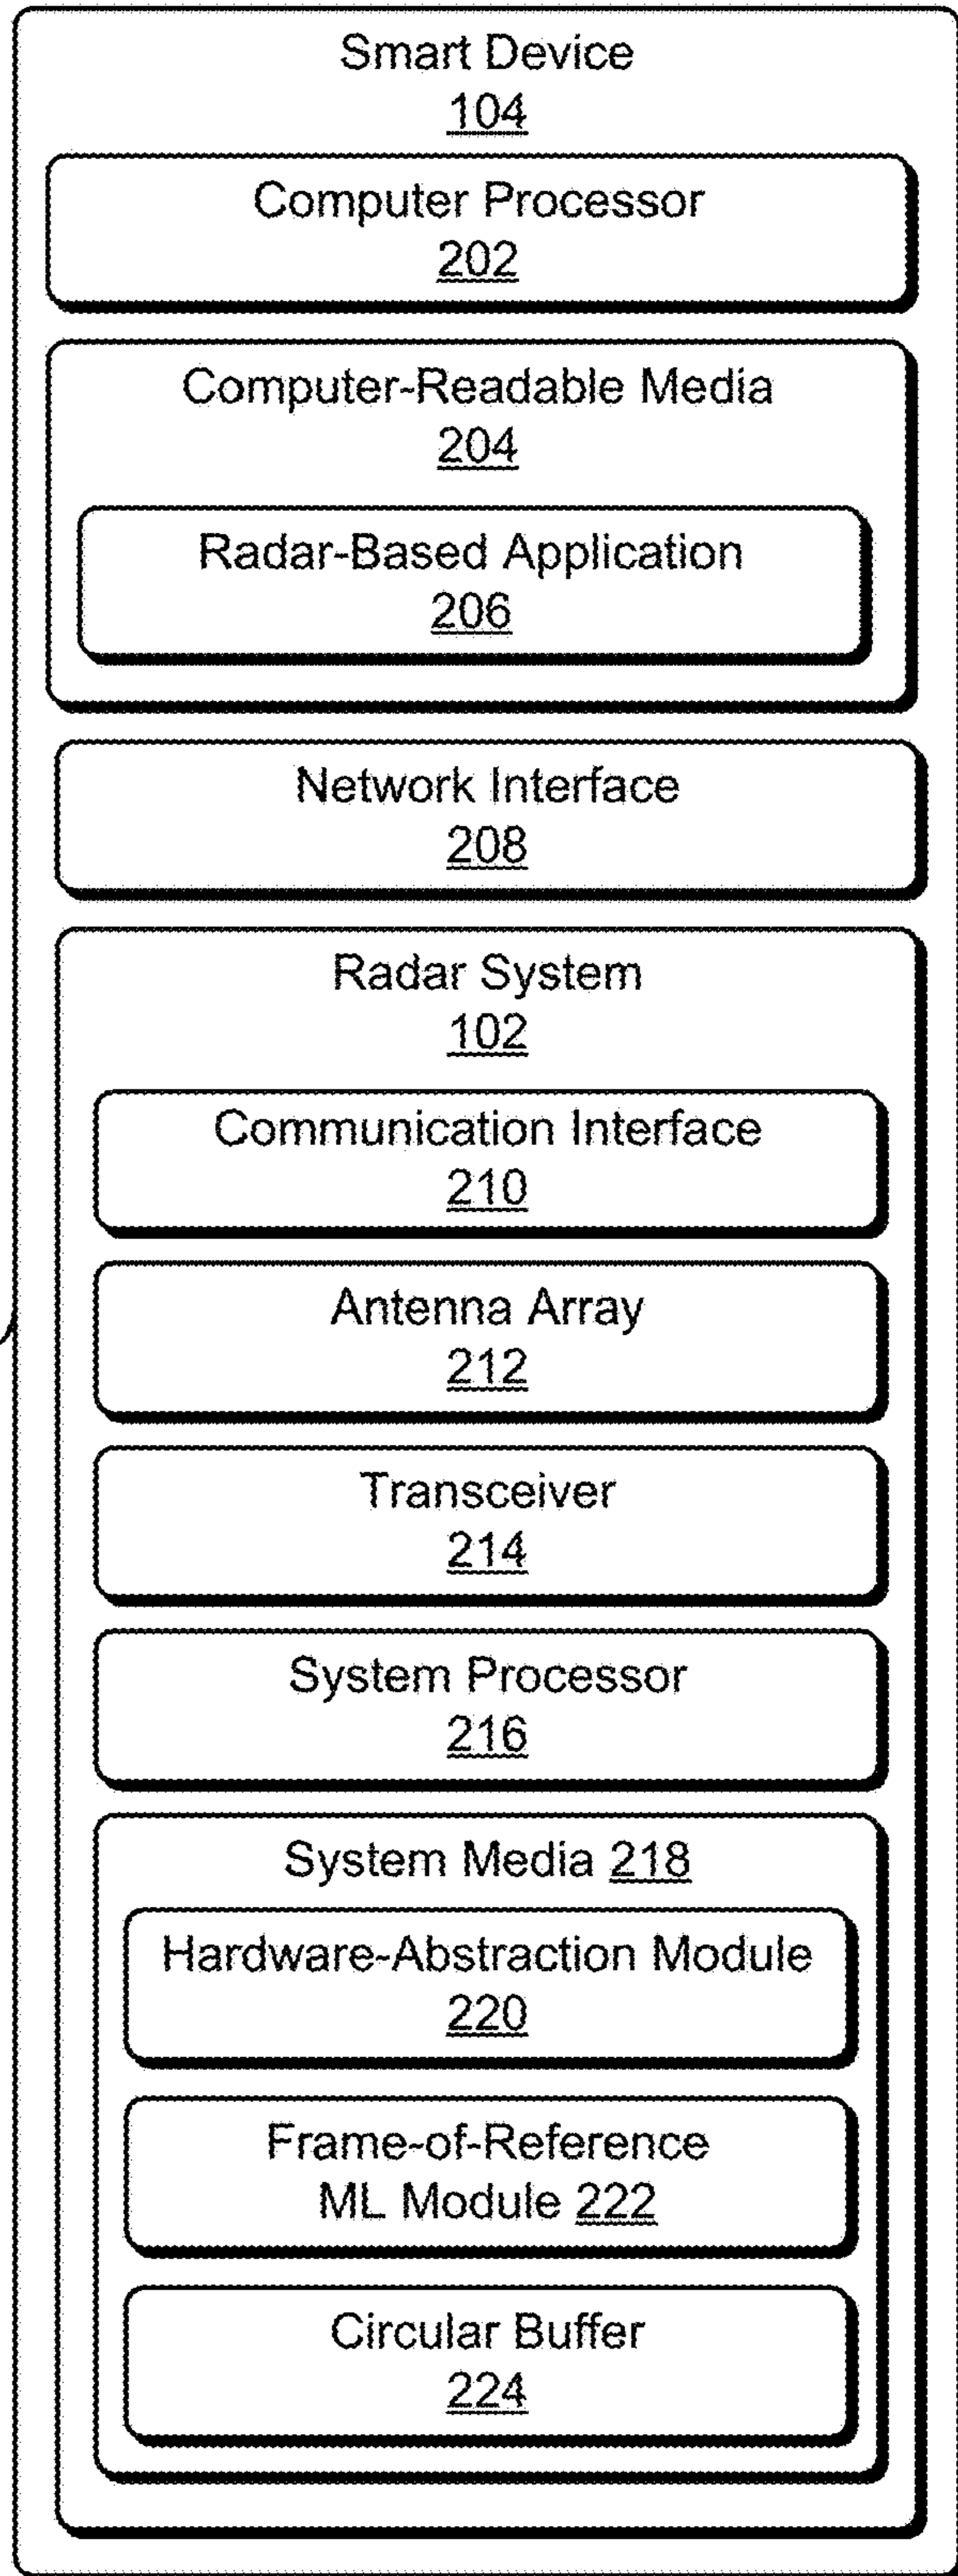 Smart Device
104
Computer Processor
202
Computer-Readable Media
204
Radar-Based Application
206
Network Interface
208
Radar System
102
Communication Interface
210
Antenna Array
212
Transceiver
214
System Processor
216
System Media 218
Hardware-Abstraction Module
220
Frame-of-Reference
ML Module 222
Circular Buffer
224